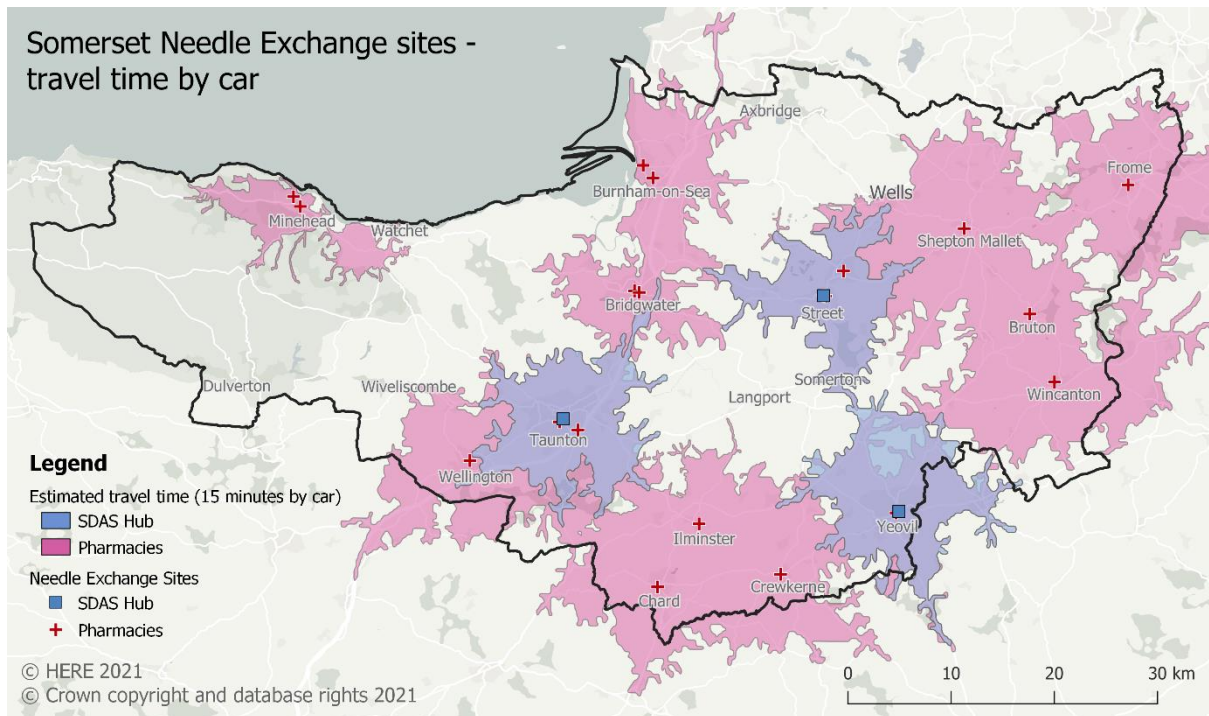 Somerset Needle Exchange sites -
travel time by car
Axbridge
Frome
Burnham-on-Sea
Wells
Minehead
Watchet
Shepton Mallet
Bridgwater
Street
Bruton
Dulverton
Wiveliscombe
Somerton
Langport
Wincanton
Taunton
Wellington
Yeovil
Ilminster
Crewkerne
Chard
Legend
Estimated travel time (15 minutes by car)
SDAS Hub
Pharmacies
Needle Exchange Sites
SDAS Hub
Pharmacies
© HERE 2021
© Crown copyright and database rights 2021
0 10 20 30 km